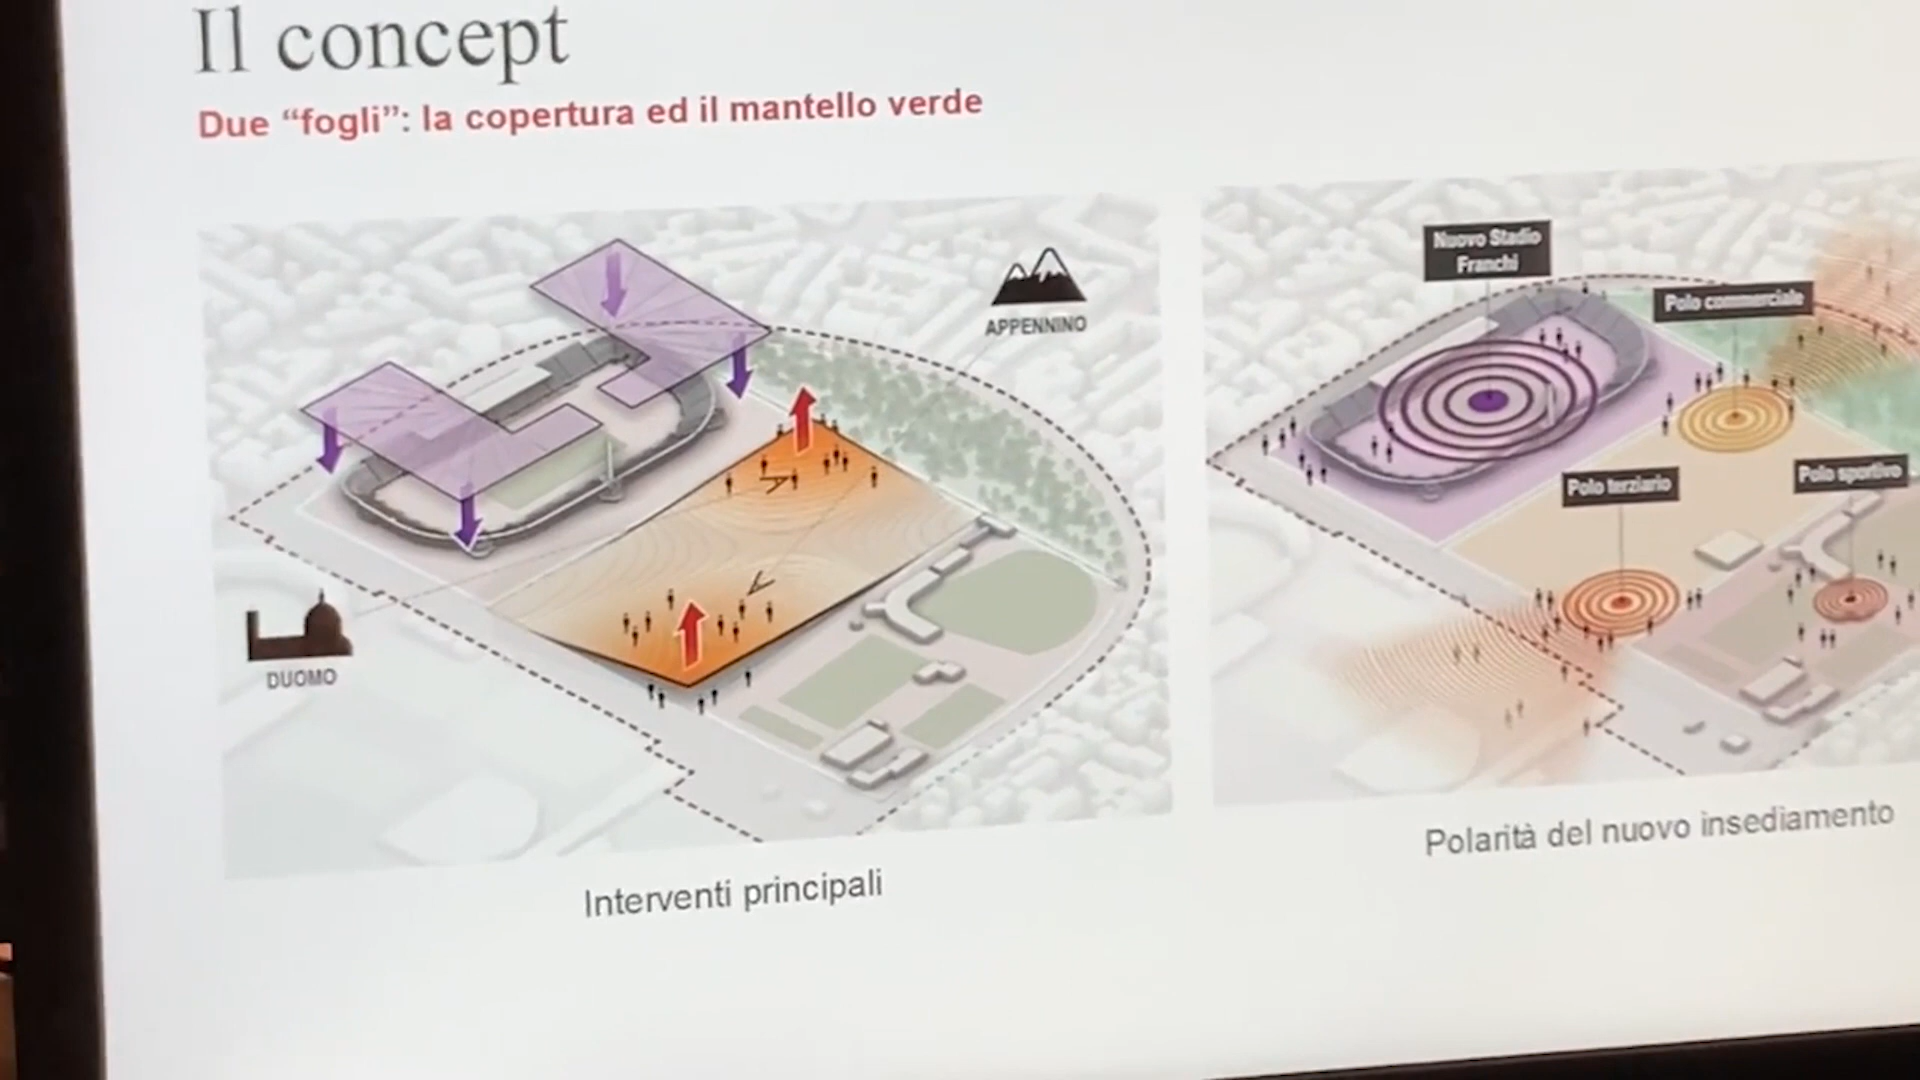 Il concept
Due “fogli”: la copertura ed il mantello verde
APPENNINO
DUOMO
Interventi principali
Nuovo Stadio
Franchi
Polo commerciale
Polo terziario
Polo sportivo
Polarità del nuovo insediamento